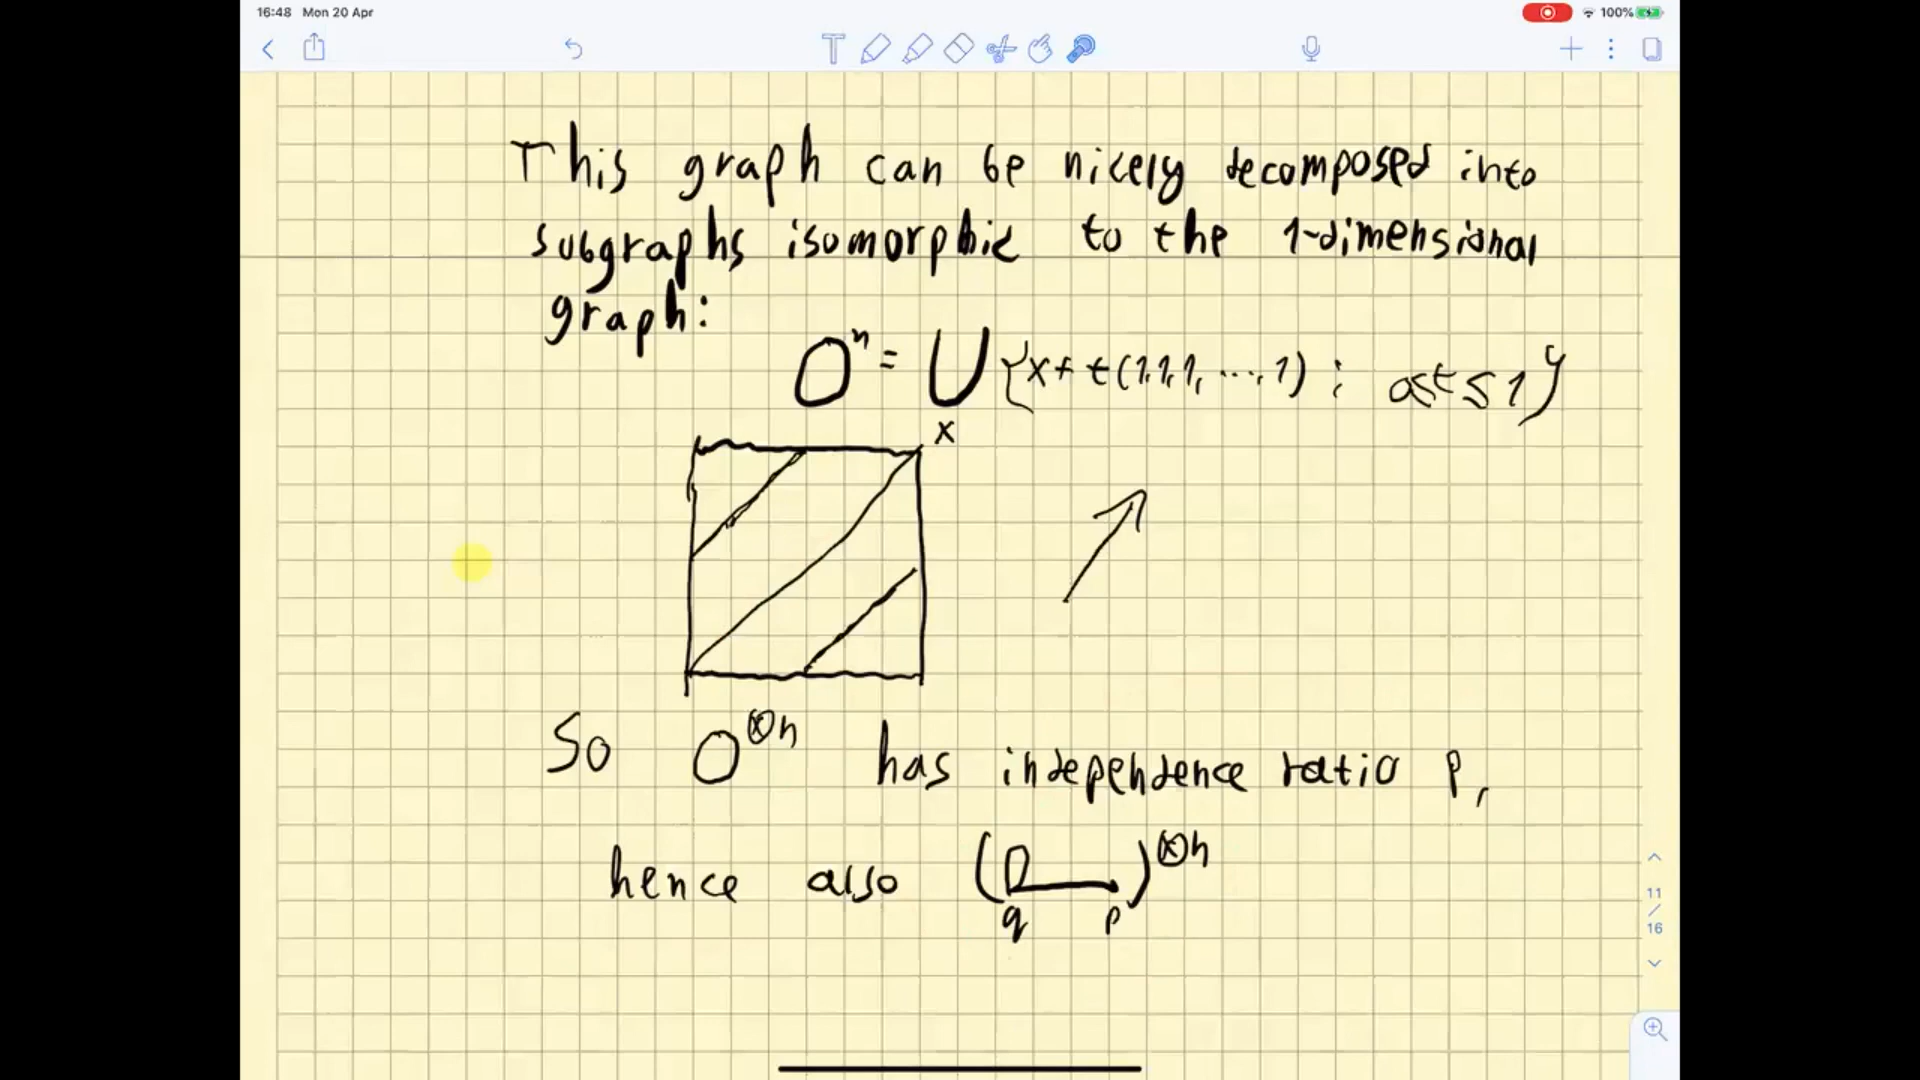 16:48 Mon 20 Apr
100%
This graph can be nicely decomposed into
subgraphs isomorphic to the 1-dimensional
graph:
O^n = ∪ {x + t(1,1,1,...,1) : 0≤t≤1}
x
So O^{⊗n} has independence ratio p,
hence also ( )^{⊗n}
q p
11
/
16